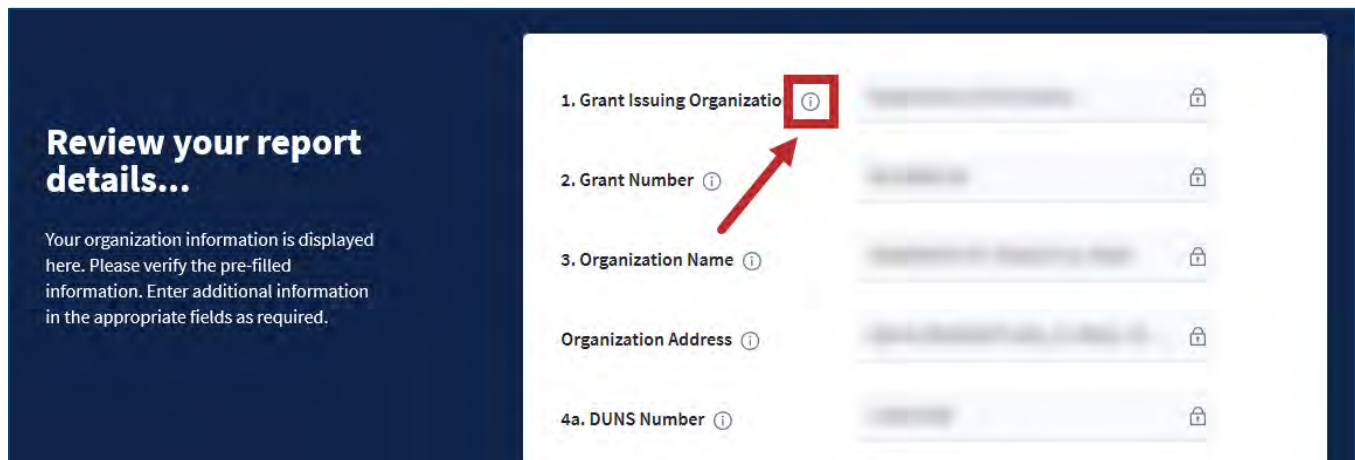 Review your report
details...
Your organization information is displayed
here. Please verify the pre-filled
information. Enter additional information
in the appropriate fields as required.
1. Grant Issuing Organizatio
2. Grant Number
3. Organization Name
Organization Address
4a. DUNS Number